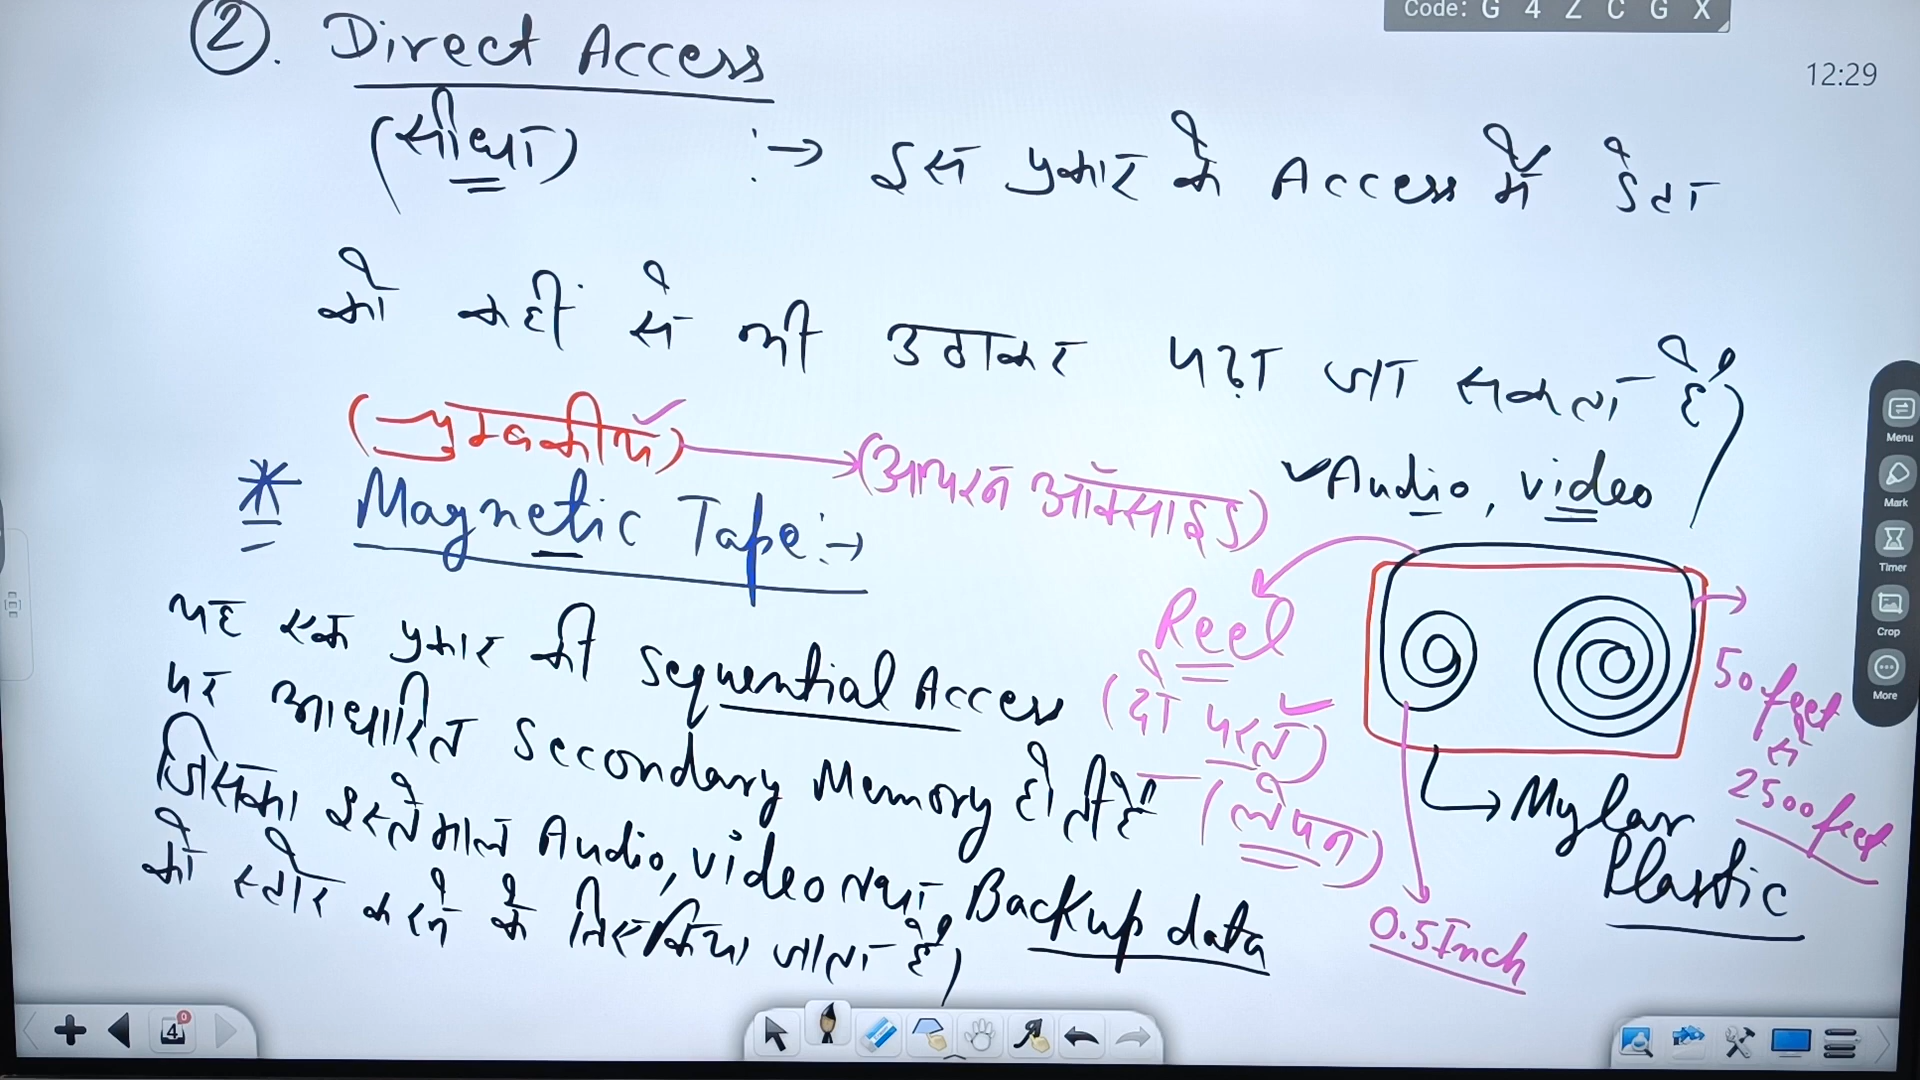 Code: G 4 Z C G X
12:29
②. Direct Access
(सीधा) :→ इस प्रकार के Access में डेटा
को कहीं से भी उठाकर पढ़ा जा सकता है।
(चुम्बकीय) → (आयरन ऑक्साइड)
✓Audio, video
* Magnetic Tape:→
यह एक प्रकार की Sequential Access
पर आधारित Secondary Memory होती है
जिसका इस्तेमाल Audio, video तथा Backup data
को स्टोर करने के लिए किया जाता है।
Reel
(दो परतें)
(लेपन)
50 feet
से
2500 feet
Mylar
Plastic
0.5 Inch
Menu
Mark
Timer
Crop
More
4
0